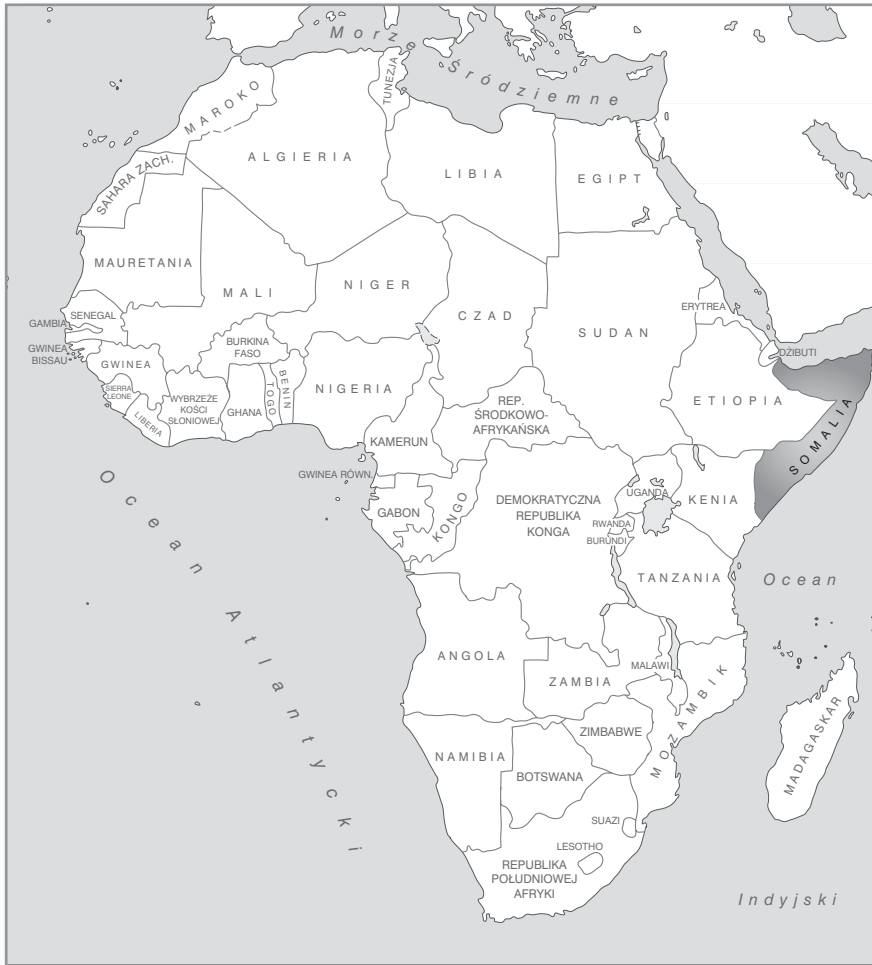 Morze
Śródziemne
MAROKO
TUNEZJA
ALGIERIA
LIBIA
EGIPT
SAHARA ZACH.
MAURETANIA
MALI
NIGER
CZAD
SUDAN
ERYTREA
SENEGAL
GAMBIA
GWINEA
BISSAU
GWINEA
SIERRA
LEONE
LIBERIA
WYBRZEŻE
KOŚCI
SŁONIOWEJ
BURKINA
FASO
GHANA
TOGO
BENIN
NIGERIA
DŻIBUTI
ETIOPIA
SOMALIA
REP.
ŚRODKOWO-
AFRYKAŃSKA
KAMERUN
GWINEA RÓWN.
GABON
KONGO
DEMOKRATYCZNA
REPUBLIKA
KONGA
UGANDA
KENIA
RWANDA
BURUNDI
TANZANIA
Ocean
Ocean Atlantycki
ANGOLA
ZAMBIA
MALAWI
MOZAMBIK
MADAGASKAR
ZIMBABWE
NAMIBIA
BOTSWANA
SUAZI
LESOTHO
REPUBLIKA
POŁUDNIOWEJ
AFRYKI
Indyjski